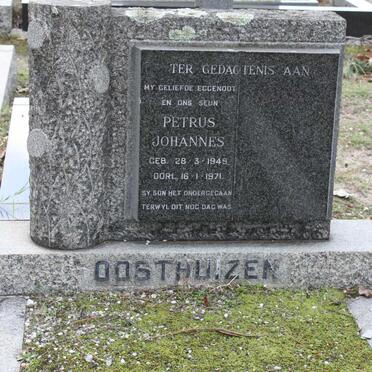 TER GEDAGTENIS AAN
MY GELIEFDE EGGENOOT
EN ONS SEUN
PETRUS
JOHANNES
GEB. 28-3-1949
OORL. 16-1-1971.
SY SON HET ONDERGEGAAN
TERWYL DIT NOG DAG WAS
OOSTHUIZEN